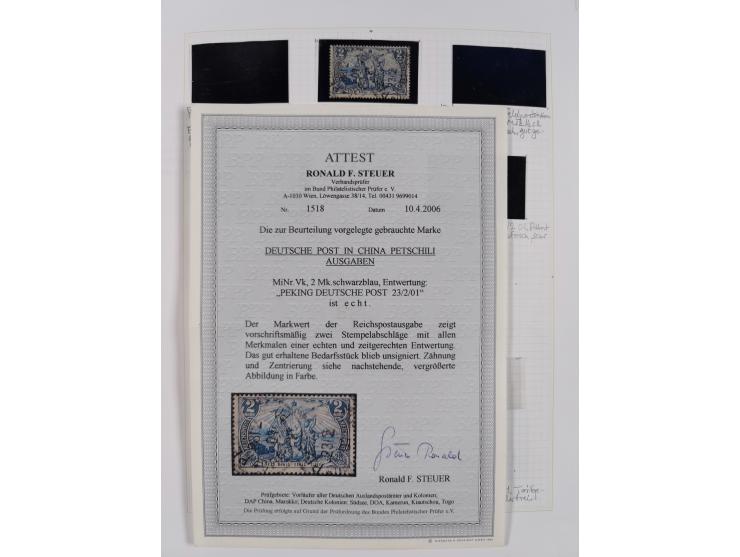 ATTEST
RONALD F. STEUER
Verbandsprüfer
im Bund Philatelistischer Prüfer e. V.
A-1030 Wien, Löwengasse 38/14, Tel. 00431 9699014
Nr. 1518 Datum 10.4.2006
Die zur Beurteilung vorgelegte gebrauchte Marke
DEUTSCHE POST IN CHINA PETSCHILI
AUSGABEN
MiNr.Vk, 2 Mk.schwarzblau, Entwertung:
„PEKING DEUTSCHE POST 23/2/01"
ist e c h t .
Der Markwert der Reichspostausgabe zeigt
vorschriftsmäßig zwei Stempelabschläge mit allen
Merkmalen einer echten und zeitgerechten Entwertung.
Das gut erhaltene Bedarfsstück blieb unsigniert. Zähnung
und Zentrierung siehe nachstehende, vergrößerte
Abbildung in Farbe.
2 2
Ronald F. STEUER
Prüfgebiete: Vorläufer aller Deutschen Auslandspostämter und Kolonien;
DAP China, Marokko; Deutsche Kolonien: Südsee, DOA, Kamerun, Kiautschou, Togo
Die Prüfung erfolgte auf Grund der Prüfordnung des Bundes Philatelistischer Prüfer e.V.